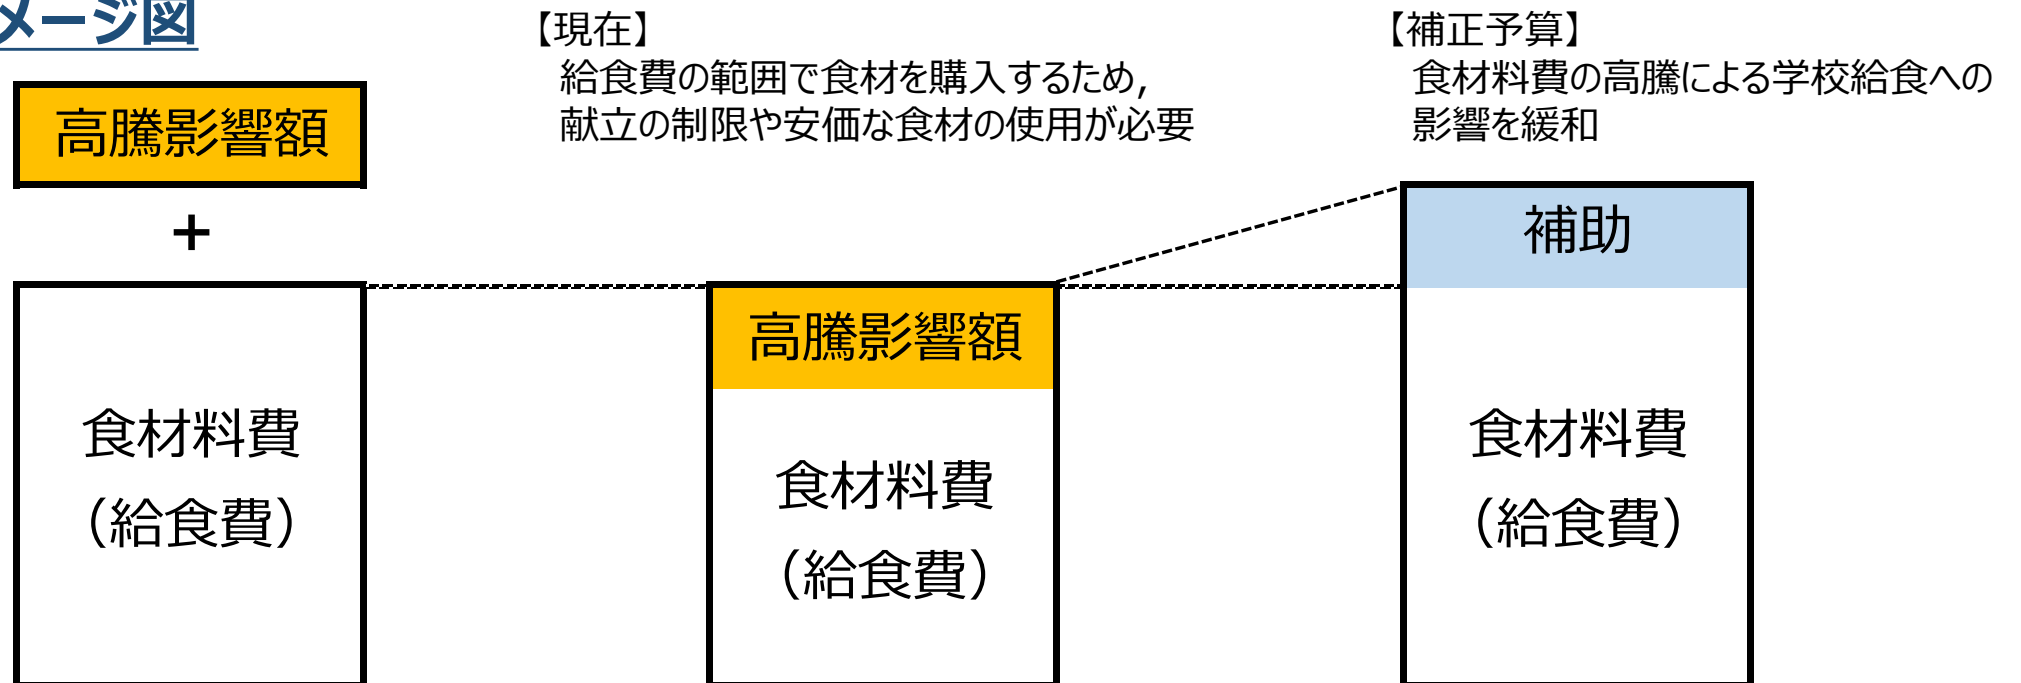 メージ図
【現在】
給食費の範囲で食材を購入するため,
献立の制限や安価な食材の使用が必要
【補正予算】
食材料費の高騰による学校給食への
影響を緩和
高騰影響額
+
食材料費
（給食費）
高騰影響額
食材料費
（給食費）
補助
食材料費
（給食費）